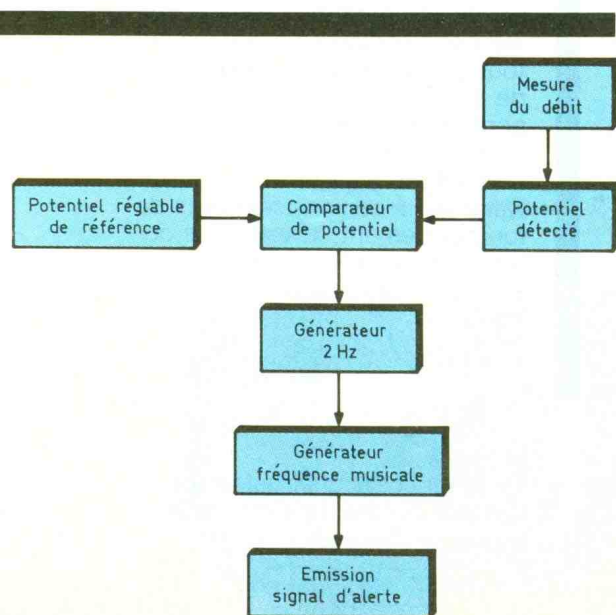 Mesure
du débit
Potentiel réglable
de référence
Comparateur
de potentiel
Potentiel
détecté
Générateur
2 Hz
Générateur
fréquence musicale
Emission
signal d'alerte